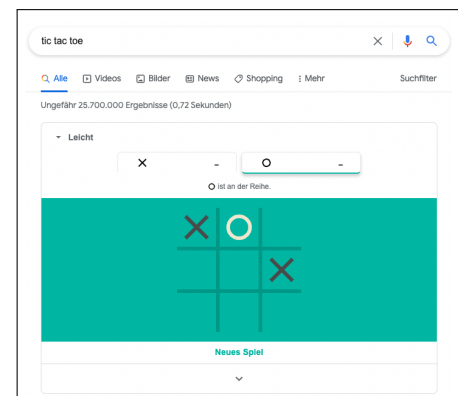 tic tac toe
Alle Videos Bilder News Shopping Mehr Suchfilter
Ungefähr 25.700.000 Ergebnisse (0,72 Sekunden)
Leicht
X - O -
O ist an der Reihe.
X O
X
Neues Spiel